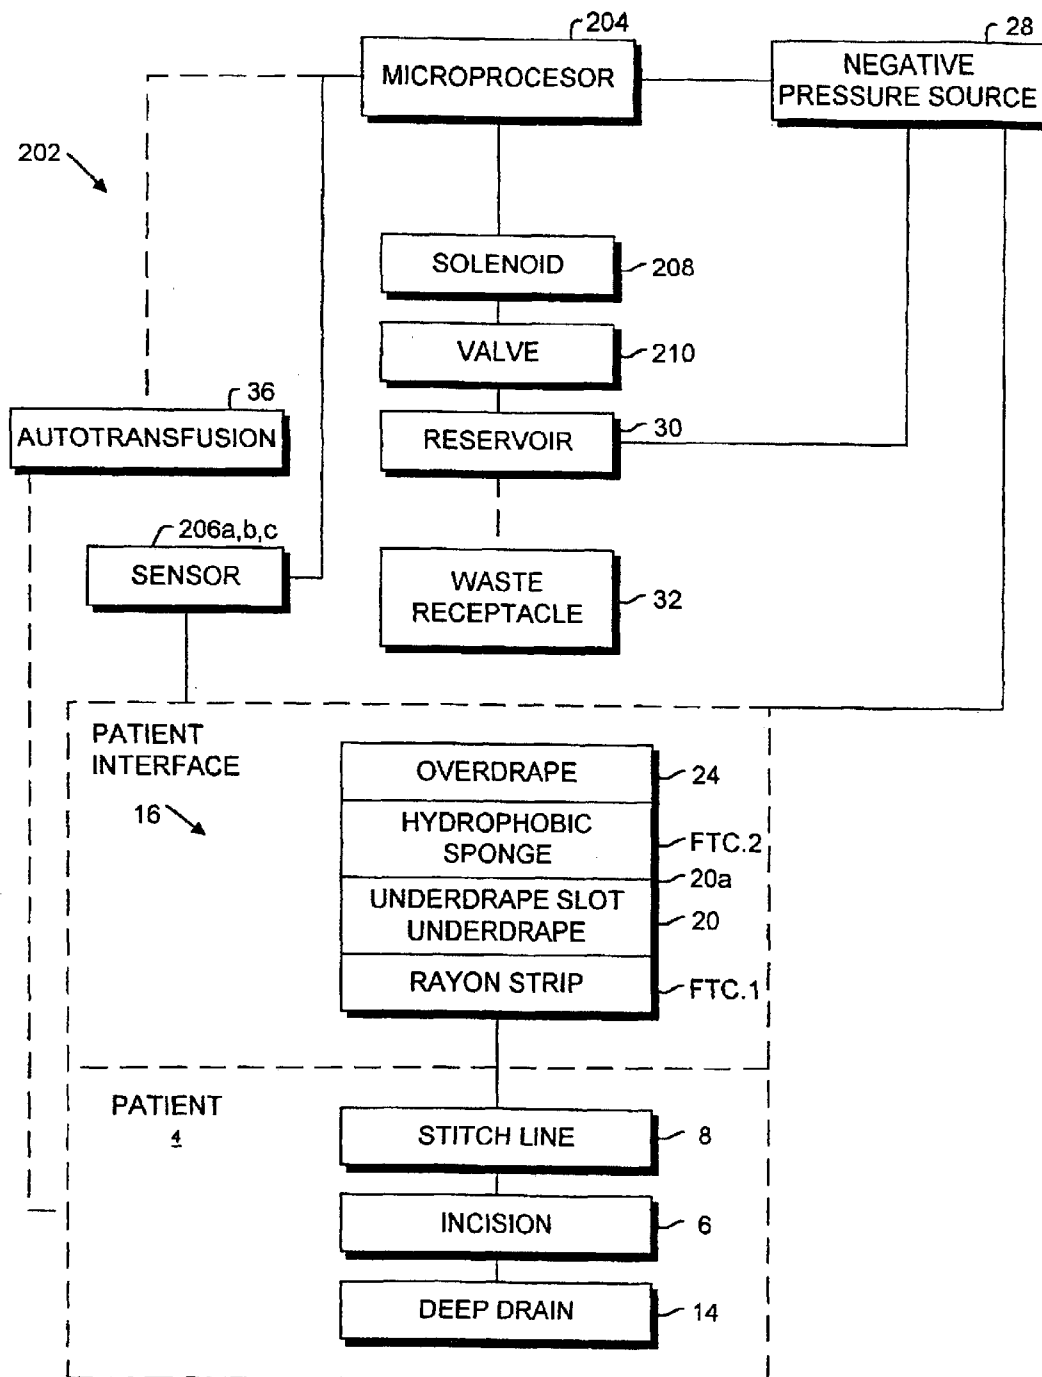 204
MICROPROCESOR
28
NEGATIVE
PRESSURE SOURCE
202
SOLENOID
208
VALVE
210
36
AUTOTRANSFUSION
RESERVOIR
30
206a,b,c
SENSOR
WASTE
RECEPTACLE
32
PATIENT
INTERFACE
16
OVERDRAPE
24
HYDROPHOBIC
SPONGE
FTC.2
20a
UNDERDRAPE SLOT
UNDERDRAPE
20
RAYON STRIP
FTC.1
PATIENT
4
STITCH LINE
8
INCISION
6
DEEP DRAIN
14